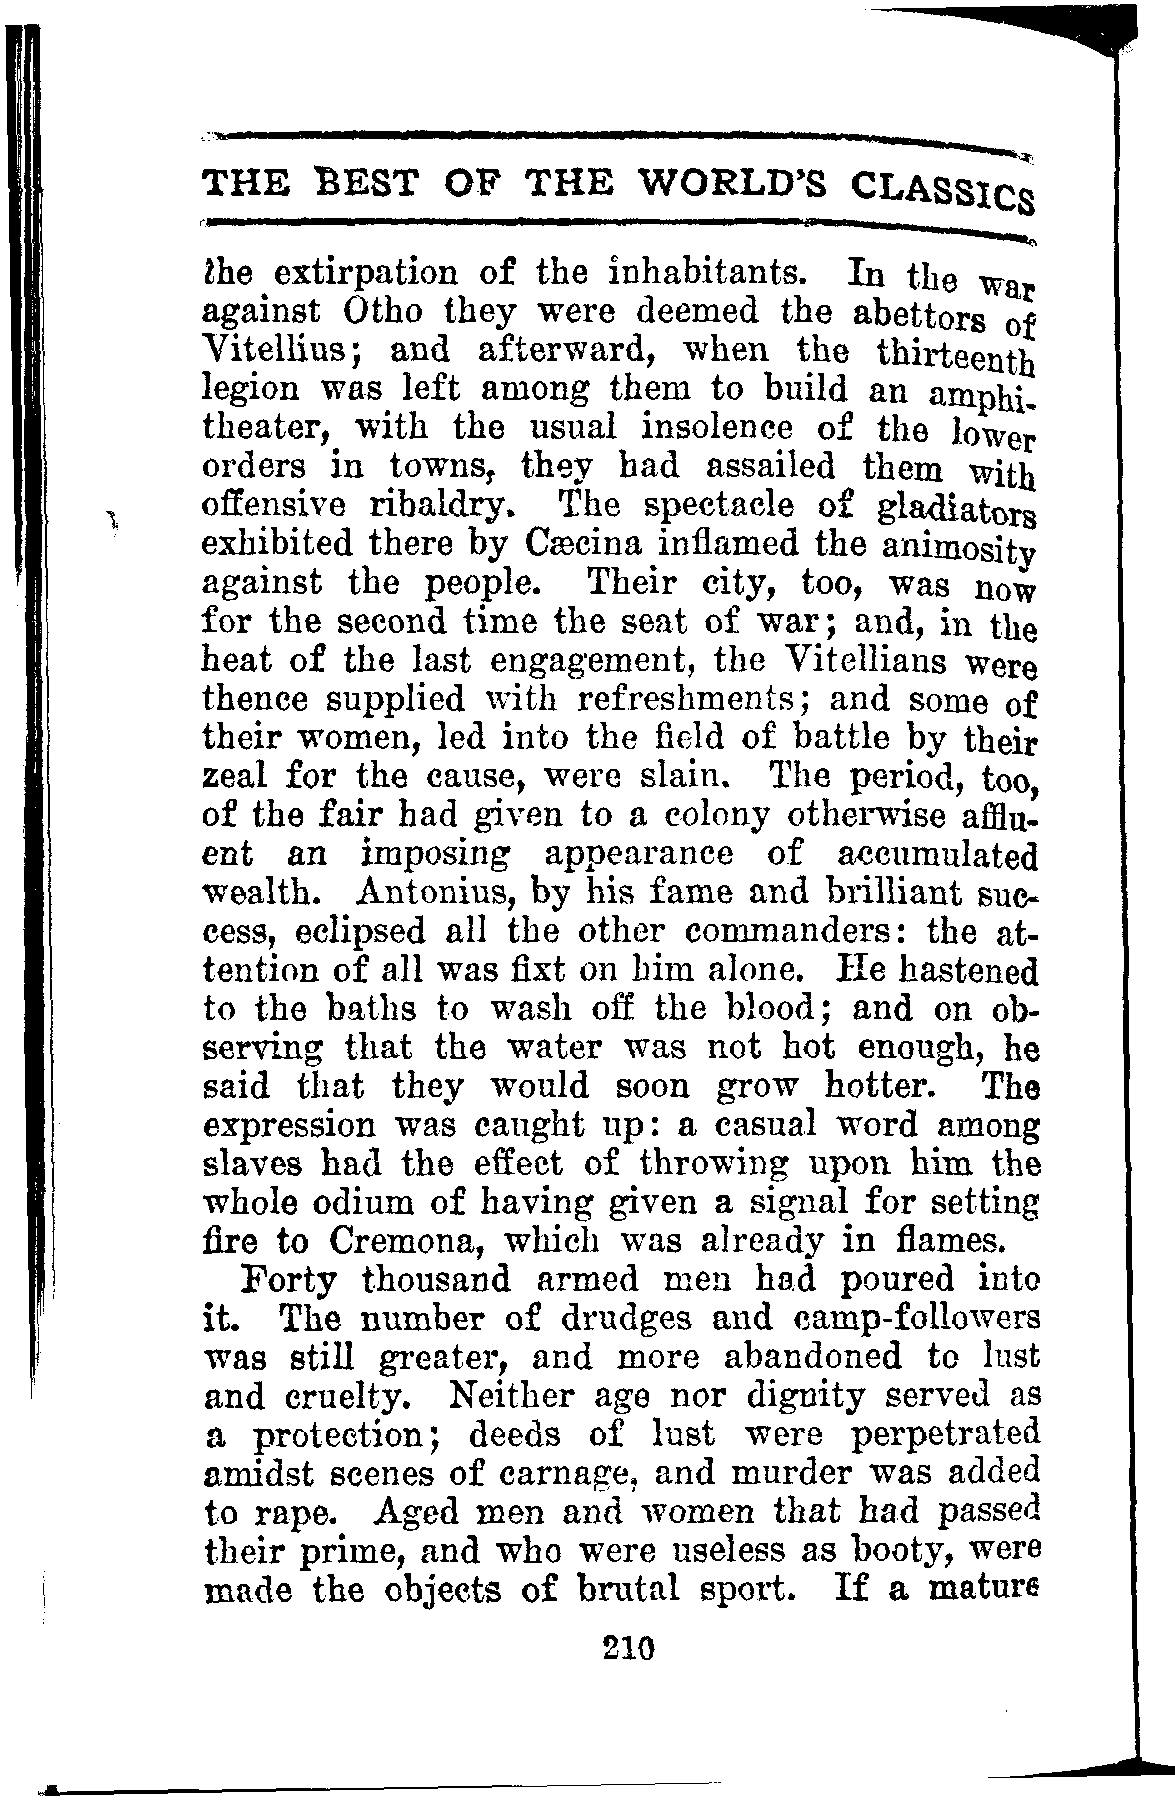 THE BEST OF THE WORLD'S CLASSICS
the extirpation of the inhabitants. In the war
against Otho they were deemed the abettors of
Vitellius; and afterward, when the thirteenth
legion was left among them to build an amphi-
theater, with the usual insolence of the lower
orders in towns, they had assailed them with
offensive ribaldry. The spectacle of gladiators
exhibited there by Cæcina inflamed the animosity
against the people. Their city, too, was now
for the second time the seat of war; and, in the
heat of the last engagement, the Vitellians were
thence supplied with refreshments; and some of
their women, led into the field of battle by their
zeal for the cause, were slain. The period, too,
of the fair had given to a colony otherwise afflu-
ent an imposing appearance of accumulated
wealth. Antonius, by his fame and brilliant suc-
cess, eclipsed all the other commanders: the at-
tention of all was fixt on him alone. He hastened
to the baths to wash off the blood; and on ob-
serving that the water was not hot enough, he
said that they would soon grow hotter. The
expression was caught up: a casual word among
slaves had the effect of throwing upon him the
whole odium of having given a signal for setting
fire to Cremona, which was already in flames.
Forty thousand armed men had poured into
it. The number of drudges and camp-followers
was still greater, and more abandoned to lust
and cruelty. Neither age nor dignity served as
a protection; deeds of lust were perpetrated
amidst scenes of carnage, and murder was added
to rape. Aged men and women that had passed
their prime, and who were useless as booty, were
made the objects of brutal sport. If a mature
210